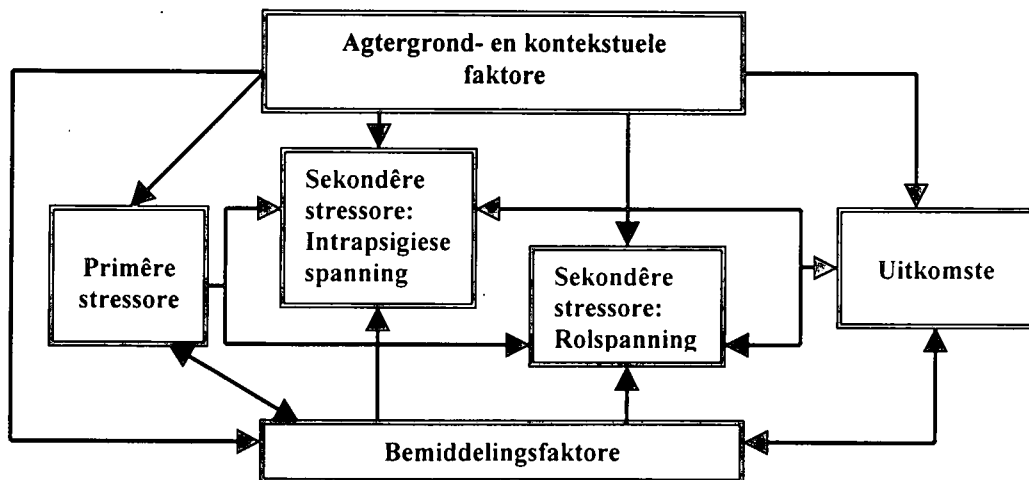 Agtergrond- en kontekstuele
faktore
Sekondêre
stressore:
Intrapsigiese
spanning
Primêre
stressore
Sekondêre
stressore:
Rolspanning
Uitkomste
Bemiddelingsfaktore